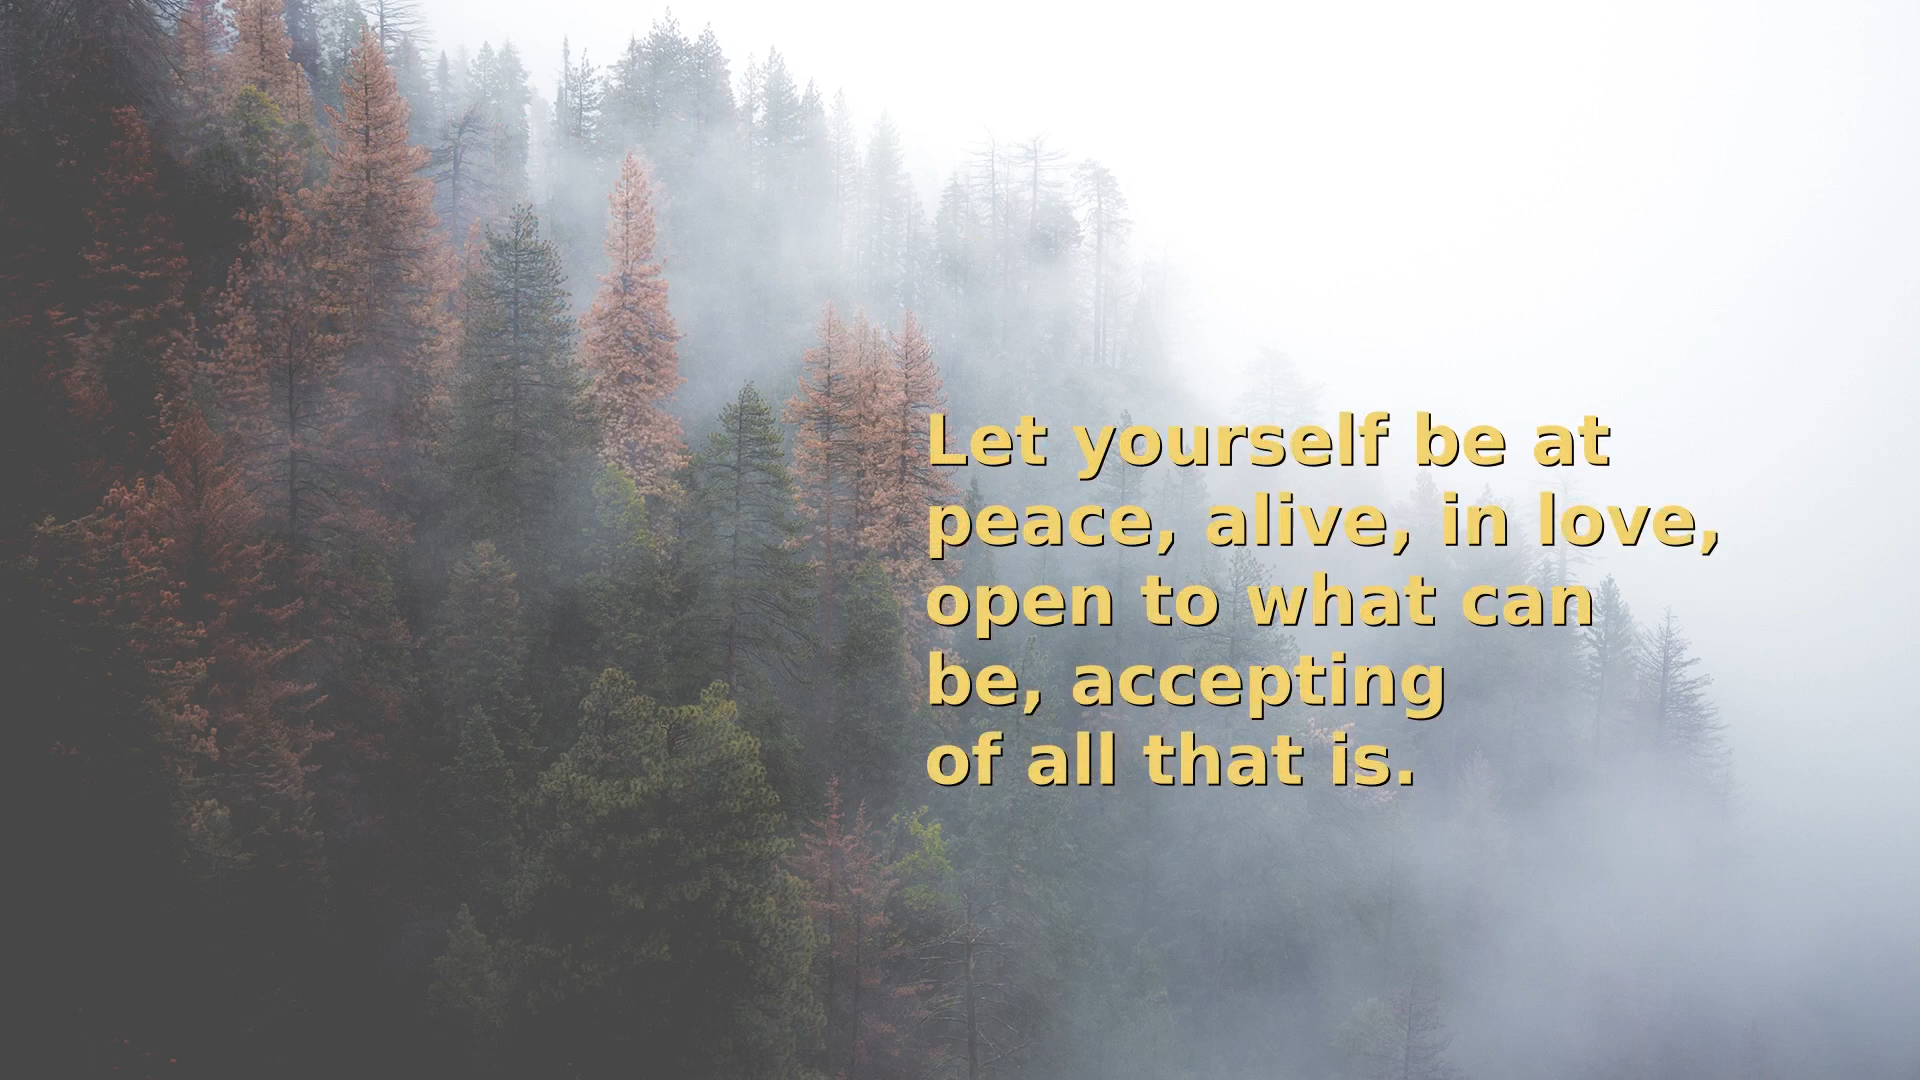 Let yourself be at
peace, alive, in love,
open to what can
be, accepting
of all that is.